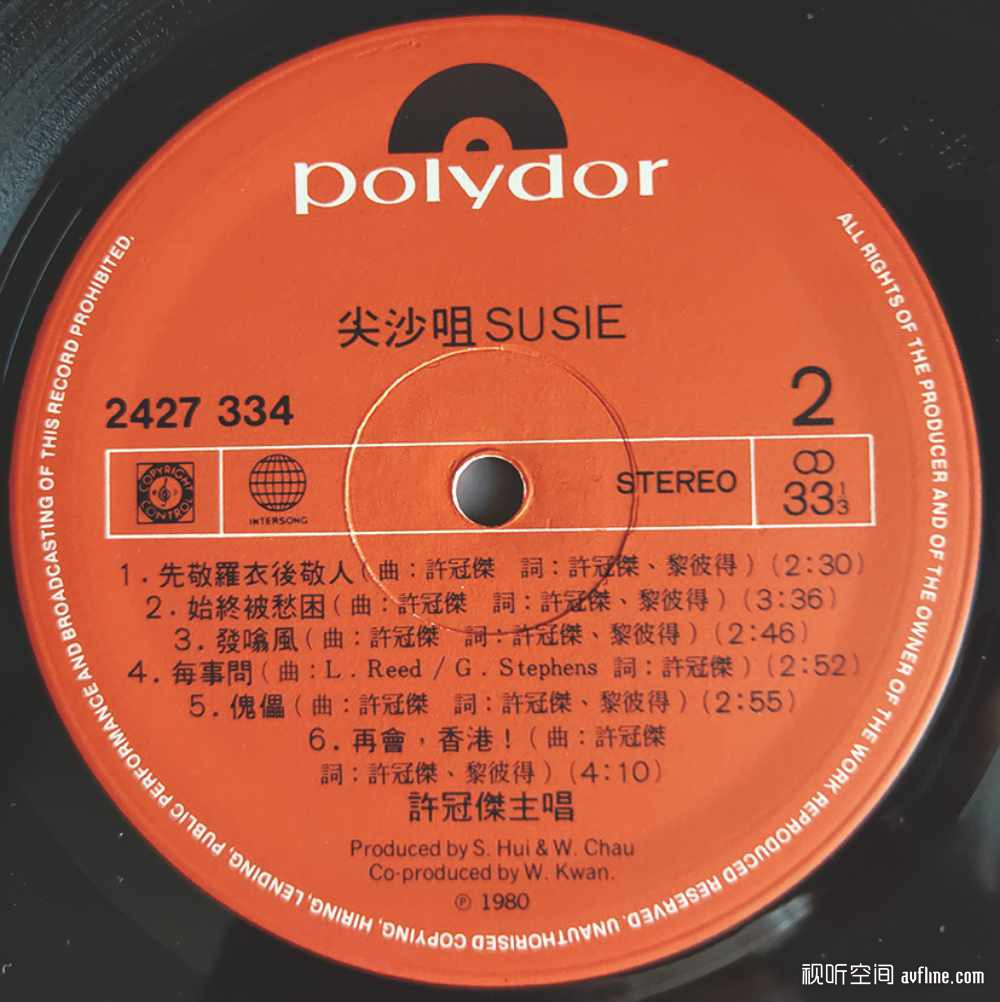 polydor
尖沙咀SUSIE
2427 334
2
COPYRIGHT CONTROL
INTERSONG
STEREO
33⅓
1. 先敬羅衣後敬人(曲:許冠傑 詞:許冠傑、黎彼得)(2:30)
2. 始終被愁困(曲:許冠傑 詞:許冠傑、黎彼得)(3:36)
3. 發噏風(曲:許冠傑 詞:許冠傑、黎彼得)(2:46)
4. 每事問(曲:L. Reed / G. Stephens 詞:許冠傑)(2:52)
5. 傀儡(曲:許冠傑 詞:許冠傑、黎彼得)(2:55)
6. 再會,香港!(曲:許冠傑
詞:許冠傑、黎彼得)(4:10)
許冠傑主唱
Produced by S. Hui & W. Chau
Co-produced by W. Kwan.
℗ 1980
ALL RIGHTS OF THE PRODUCER AND OF THE OWNER OF THE WORK REPRODUCED RESERVED. UNAUTHORISED COPYING, HIRING, LENDING, PUBLIC PERFORMANCE AND BROADCASTING OF THIS RECORD PROHIBITED.
视听空间 avfline.com